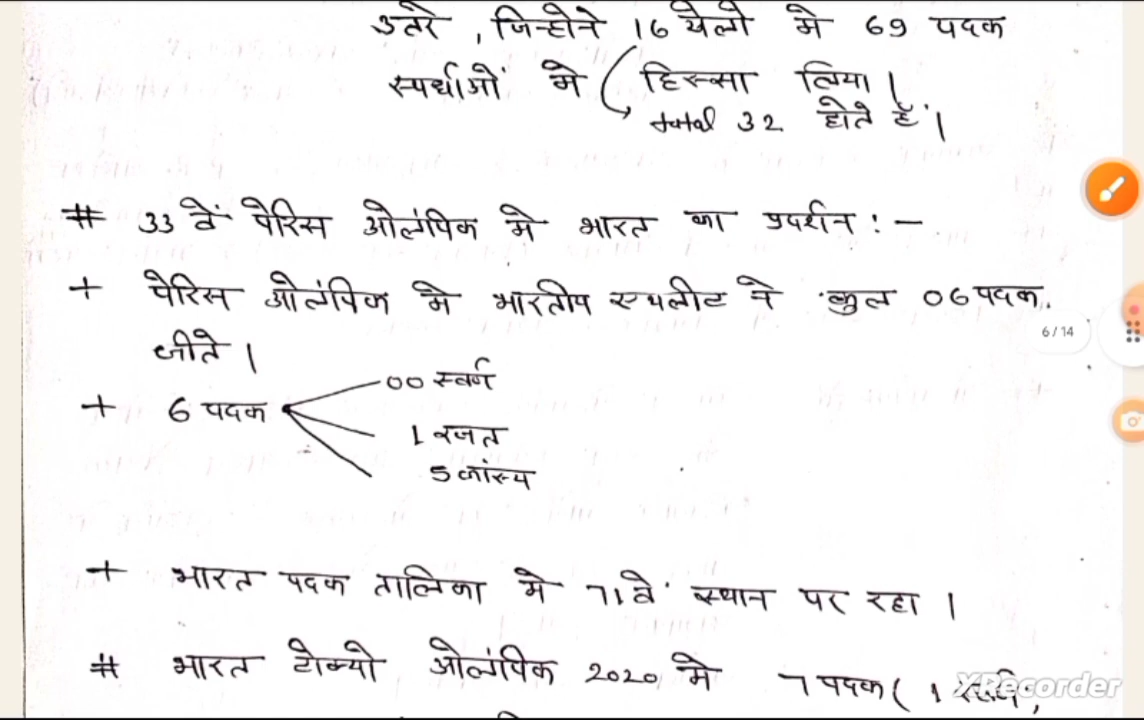 उतरे , जिन्होने 16 खेलो मे 69 पदक
स्पर्धाओं मे ( हिस्सा लिया।
total 32 होते हैं।
# 33 वें पेरिस ओलंपिक मे भारत का प्रदर्शन : —
+ पेरिस ओलंपिक मे भारतीय एथलीट ने कुल 06 पदक
जीते।
6/14
00 स्वर्ण
+ 6 पदक
1 रजत
5 कांस्य
+ भारत पदक तालिका मे 71 वे स्थान पर रहा।
# भारत टोक्यो ओलंपिक 2020 मे 7 पदक ( 1
XRecorder